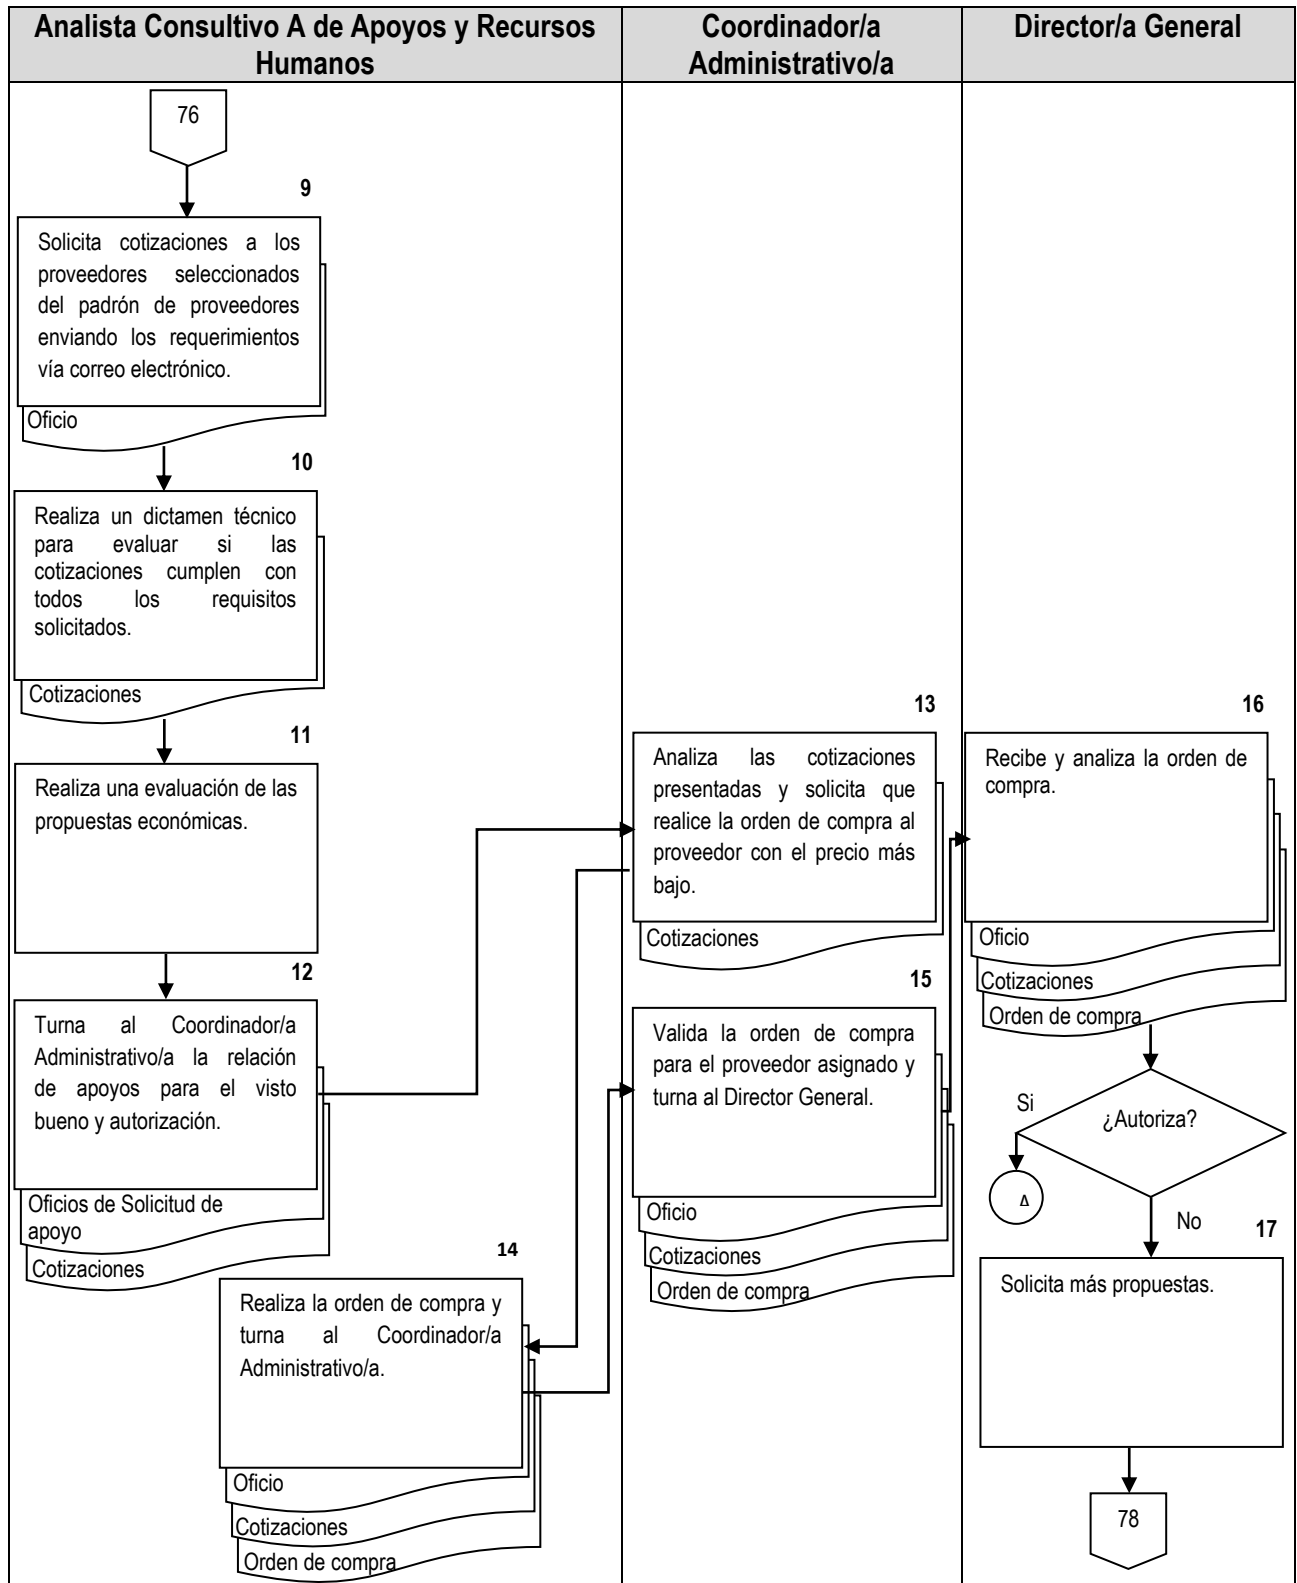 Analista Consultivo A de Apoyos y Recursos
Humanos
Coordinador/a
Administrativo/a
Director/a General
76
9
Solicita cotizaciones a los
proveedores seleccionados
del padrón de proveedores
enviando los requerimientos
vía correo electrónico.
Oficio
10
Realiza un dictamen técnico
para evaluar si las
cotizaciones cumplen con
todos los requisitos
solicitados.
Cotizaciones
11
Realiza una evaluación de las
propuestas económicas.
12
Turna al Coordinador/a
Administrativo/a la relación
de apoyos para el visto
bueno y autorización.
Oficios de Solicitud de
apoyo
Cotizaciones
13
Analiza las cotizaciones
presentadas y solicita que
realice la orden de compra al
proveedor con el precio más
bajo.
Cotizaciones
14
Realiza la orden de compra y
turna al Coordinador/a
Administrativo/a.
Oficio
Cotizaciones
Orden de compra
15
Valida la orden de compra
para el proveedor asignado y
turna al Director General.
Oficio
Cotizaciones
Orden de compra
16
Recibe y analiza la orden de
compra.
Oficio
Cotizaciones
Orden de compra
¿Autoriza?
Si
No
17
Solicita más propuestas.
78